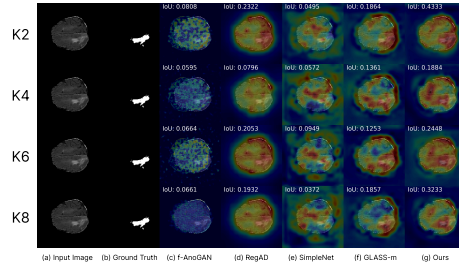 K2 IoU: 0.0808 IoU: 0.2322 IoU: 0.0495 IoU: 0.1864 IoU: 0.4333
K4 IoU: 0.0595 IoU: 0.0796 IoU: 0.0572 IoU: 0.1361 IoU: 0.1884
K6 IoU: 0.0664 IoU: 0.2053 IoU: 0.0949 IoU: 0.1253 IoU: 0.2448
K8 IoU: 0.0661 IoU: 0.1932 IoU: 0.0372 IoU: 0.1857 IoU: 0.3233
(a) Input Image (b) Ground Truth (c) f-AnoGAN (d) RegAD (e) SimpleNet (f) GLASS-m (g) Ours